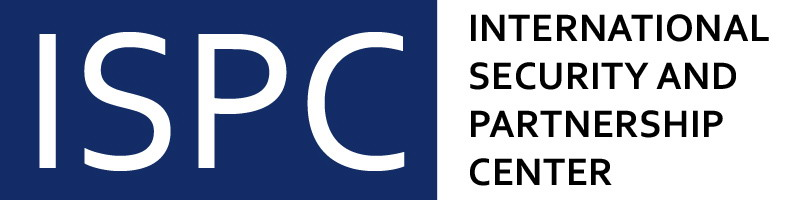 ISPC
INTERNATIONAL
SECURITY AND
PARTNERSHIP
CENTER